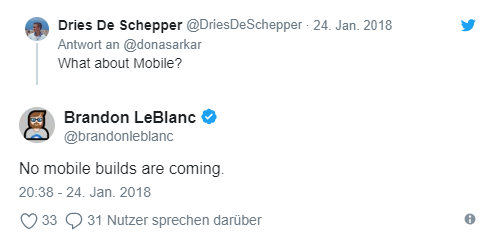 Dries De Schepper @DriesDeSchepper · 24. Jan. 2018
Antwort an @donasarkar
What about Mobile?
Brandon LeBlanc
@brandonleblanc
No mobile builds are coming.
20:38 - 24. Jan. 2018
33 31 Nutzer sprechen darüber